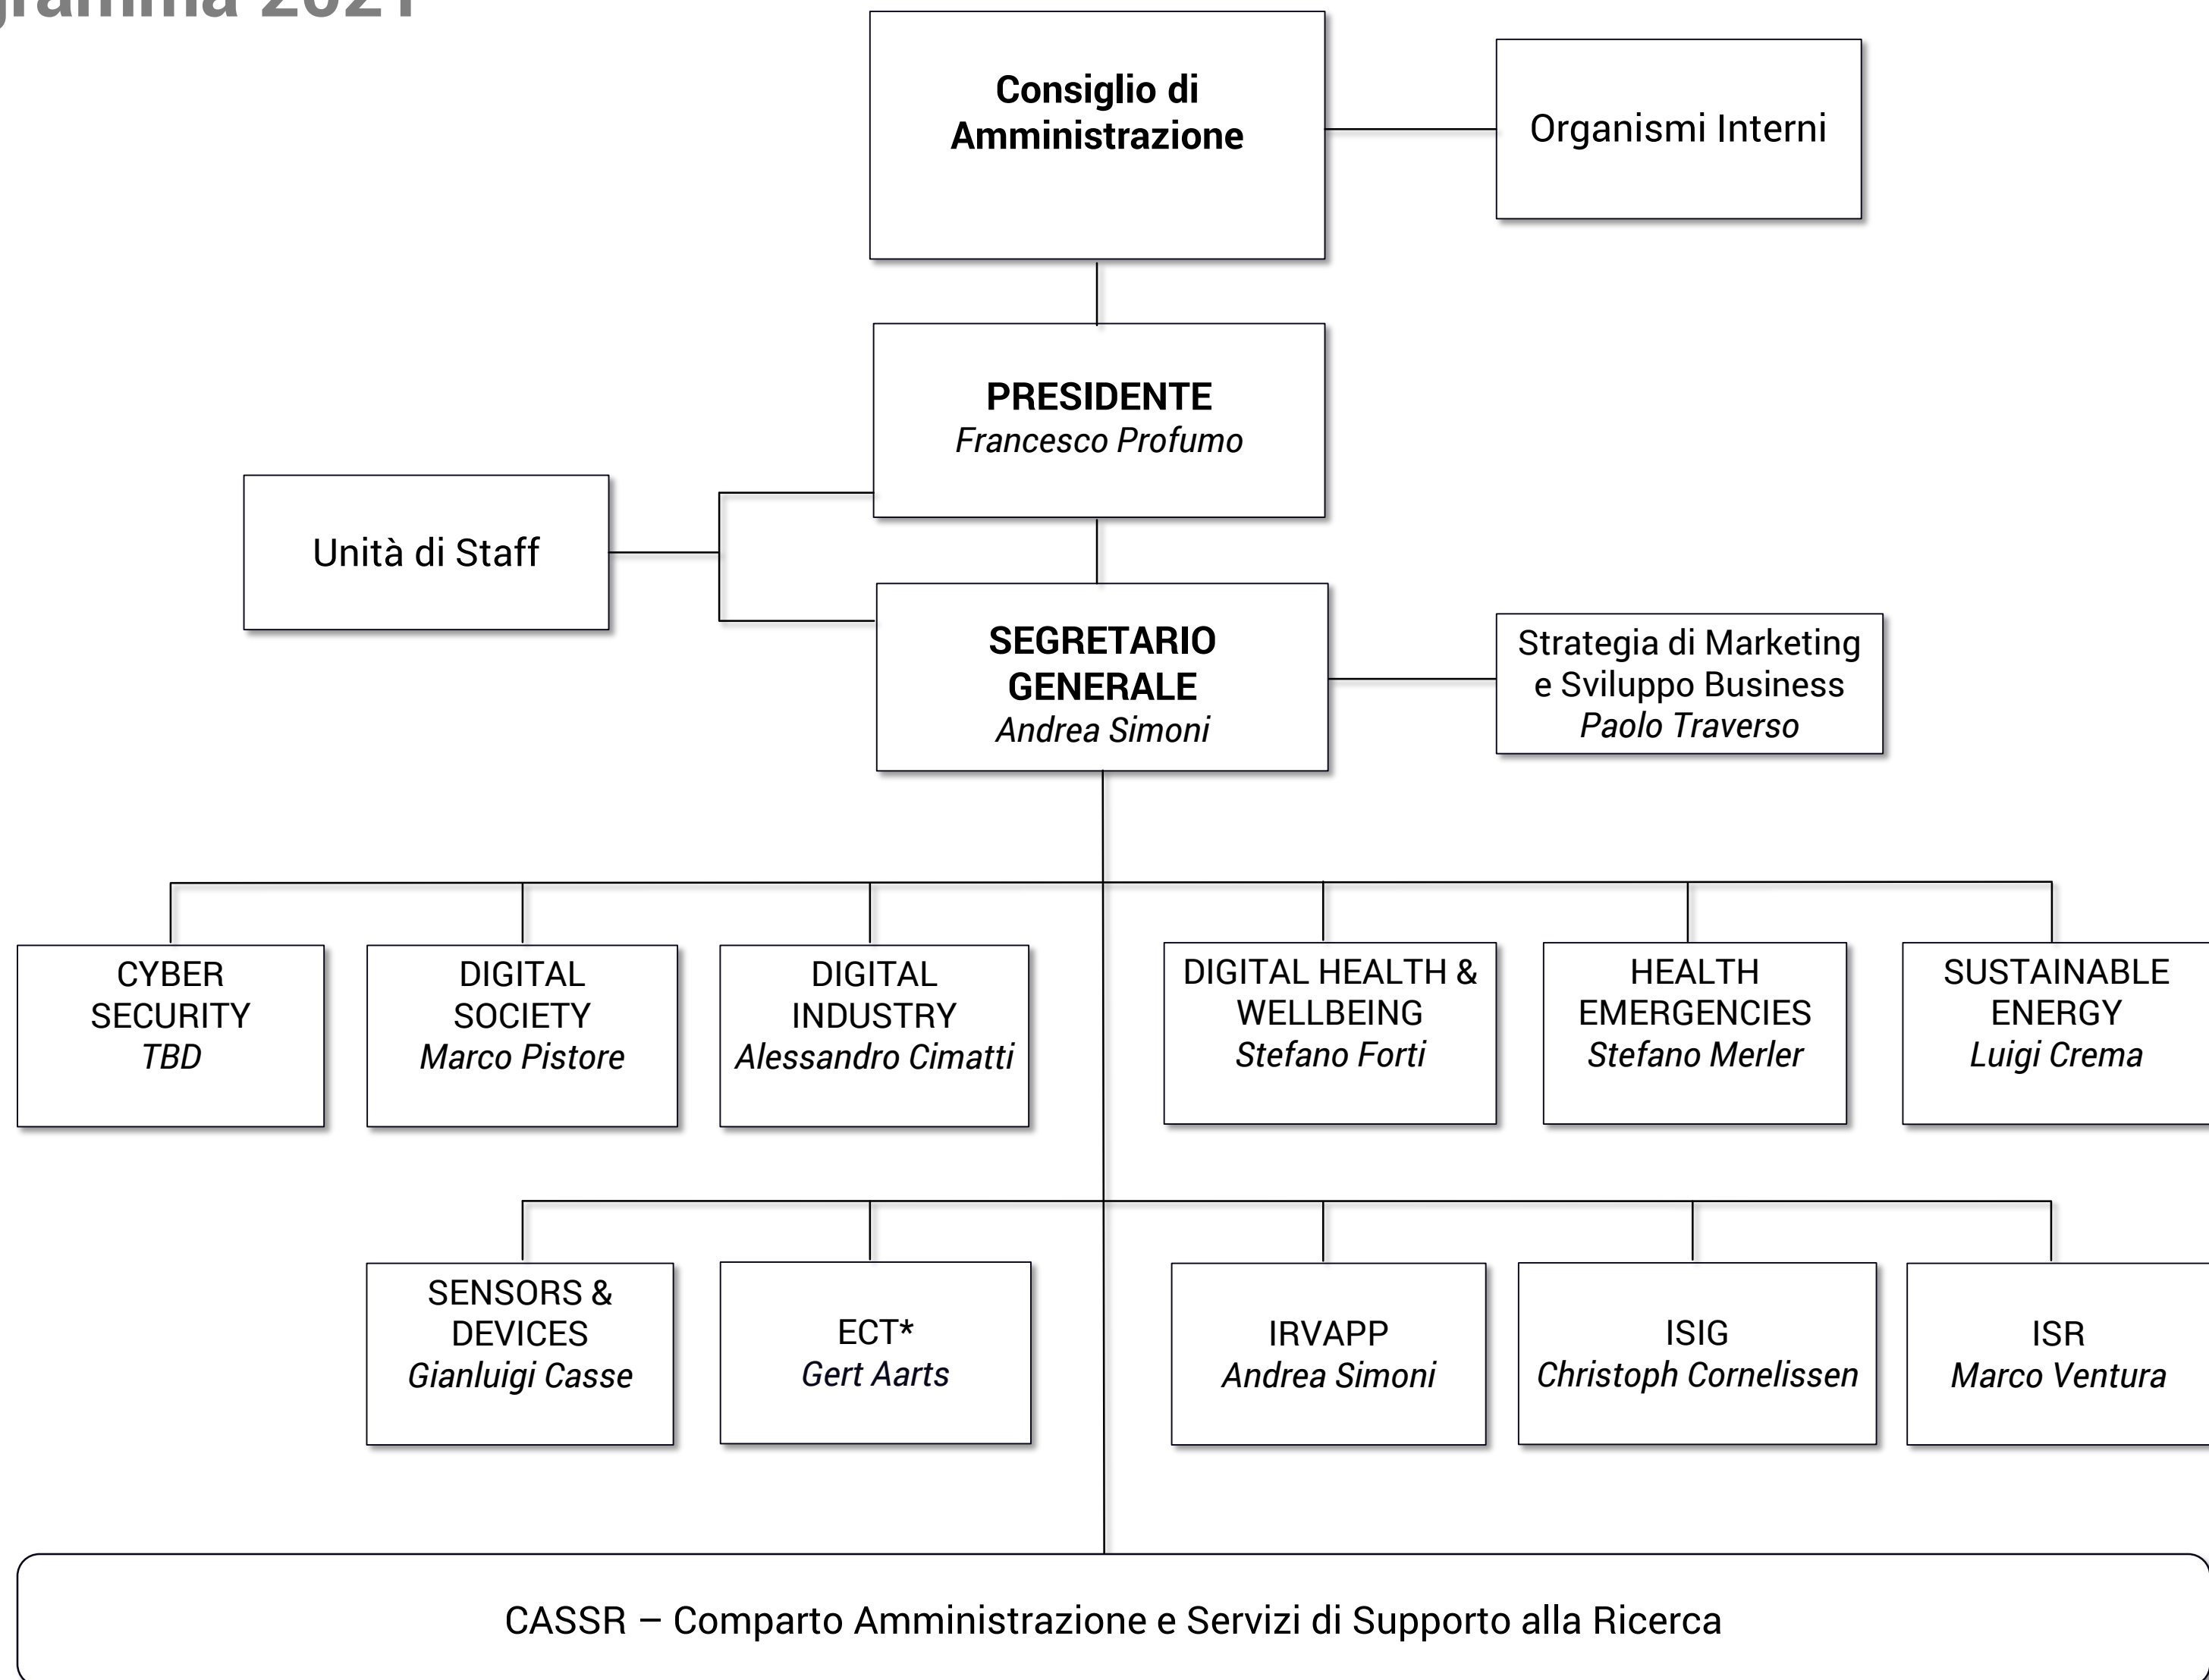 Consiglio di
Amministrazione
Organismi Interni
PRESIDENTE
Francesco Profumo
Unità di Staff
SEGRETARIO
GENERALE
Andrea Simoni
Strategia di Marketing
e Sviluppo Business
Paolo Traverso
CYBER
SECURITY
TBD
DIGITAL
SOCIETY
Marco Pistore
DIGITAL
INDUSTRY
Alessandro Cimatti
DIGITAL HEALTH &
WELLBEING
Stefano Forti
HEALTH
EMERGENCIES
Stefano Merler
SUSTAINABLE
ENERGY
Luigi Crema
SENSORS &
DEVICES
Gianluigi Casse
ECT*
Gert Aarts
IRVAPP
Andrea Simoni
ISIG
Christoph Cornelissen
ISR
Marco Ventura
CASSR – Comparto Amministrazione e Servizi di Supporto alla Ricerca